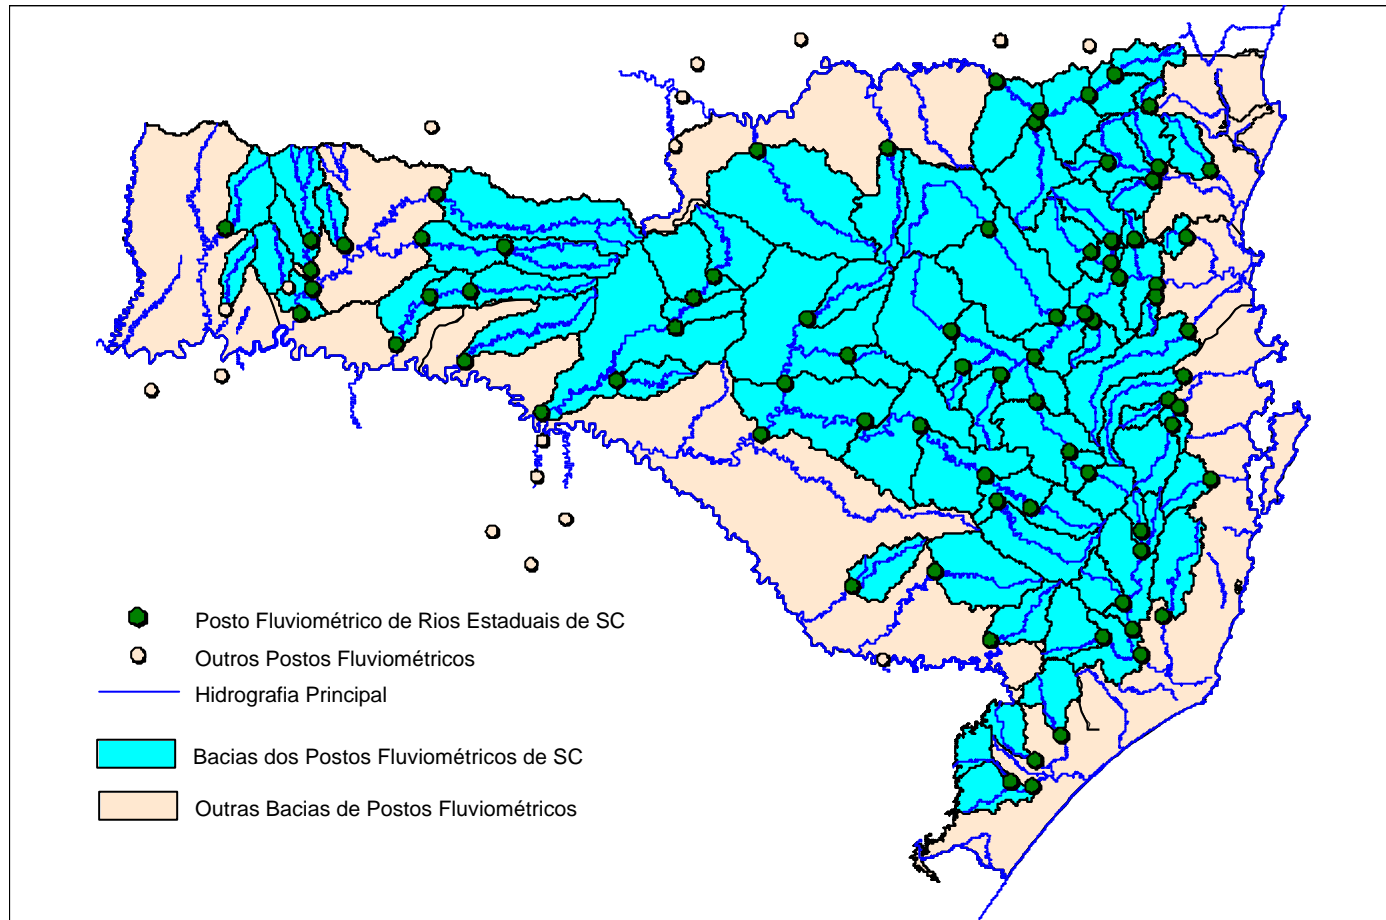 Posto Fluviométrico de Rios Estaduais de SC
Outros Postos Fluviométricos
Hidrografia Principal
Bacias dos Postos Fluviométricos de SC
Outras Bacias de Postos Fluviométricos